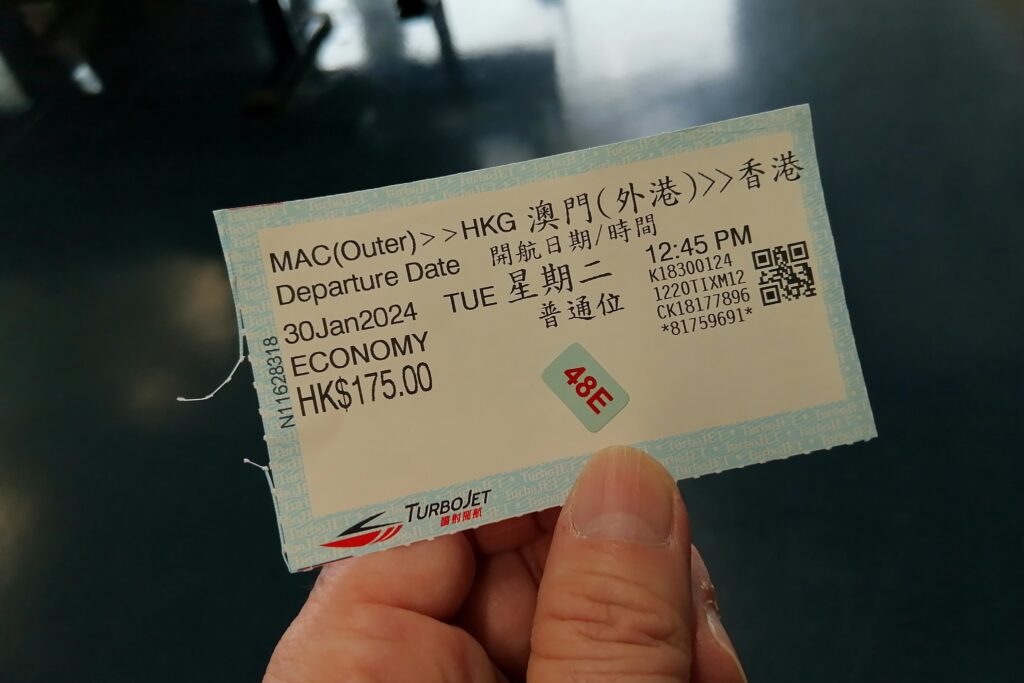 MAC(Outer)>>HKG 澳門(外港)>>香港
Departure Date 開航日期/時間
30Jan2024 TUE 星期二 12:45 PM
ECONOMY 普通位
HK$175.00
K18300124
1220TIXM12
CK18177896
*81759691*
N11628318
48E
TURBOJET
噴射飛航